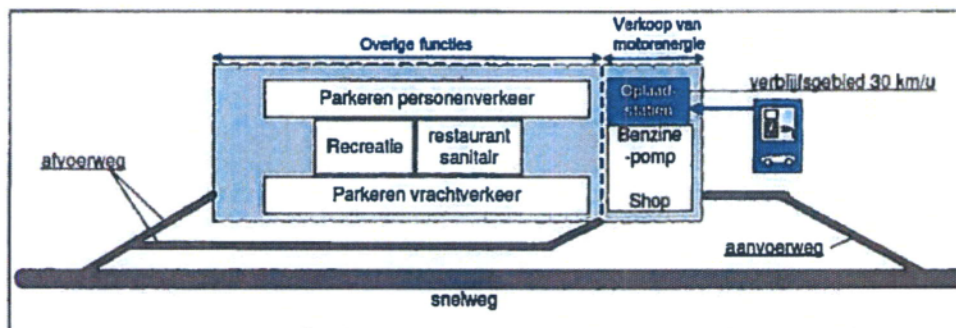 Overige functies
Verkoop van
motorenergie
verblijfsgebied 30 km/u
Parkeren personenverkeer
Oplaad-
station
Recreatie
restaurant
sanitair
Benzine
-pomp
afvoerweg
Parkeren vrachtverkeer
Shop
aanvoerweg
snelweg